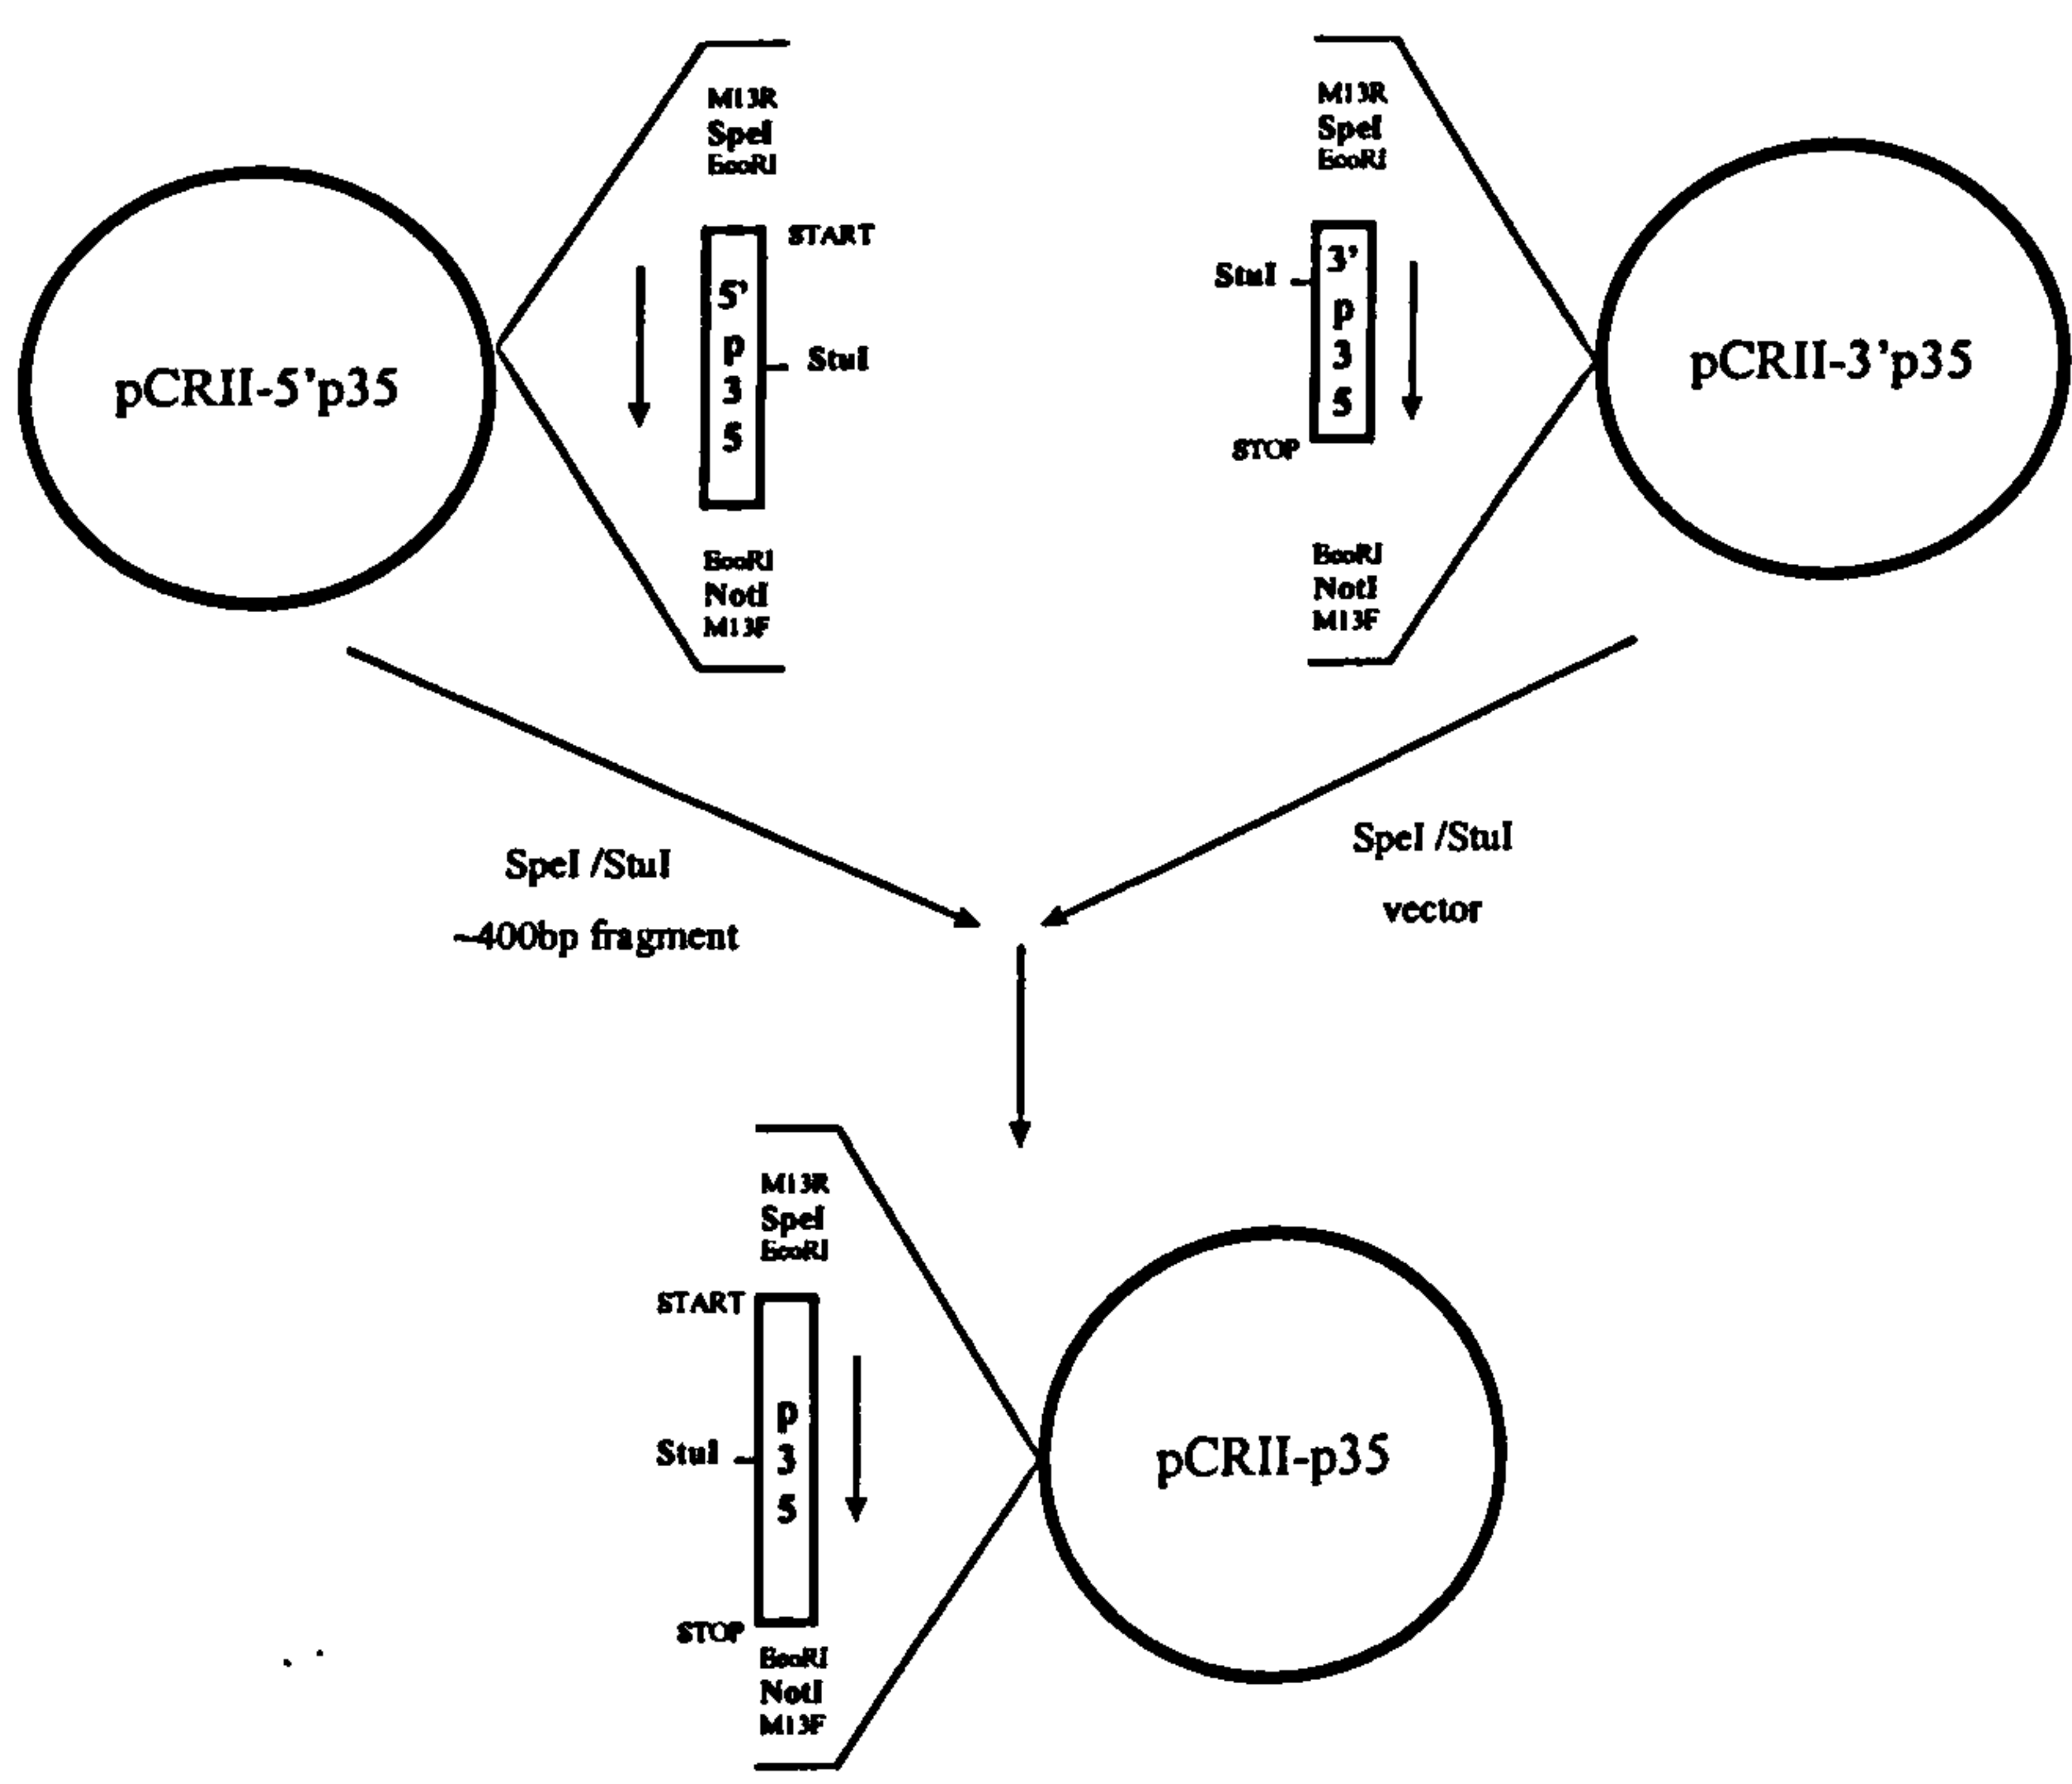 M13R
SpeI
EcoRI
START
5'
p
3
5
StuI
EcoRI
NotI
M13F
pCRII-5'p35
M13R
SpeI
EcoRI
StuI
3'
p
3
5
STOP
EcoRI
NotI
M13F
pCRII-3'p35
SpeI /StuI
~400bp fragment
SpeI /StuI
vector
M13R
SpeI
EcoRI
START
p
3
5
StuI
STOP
EcoRI
NotI
M13F
pCRII-p35